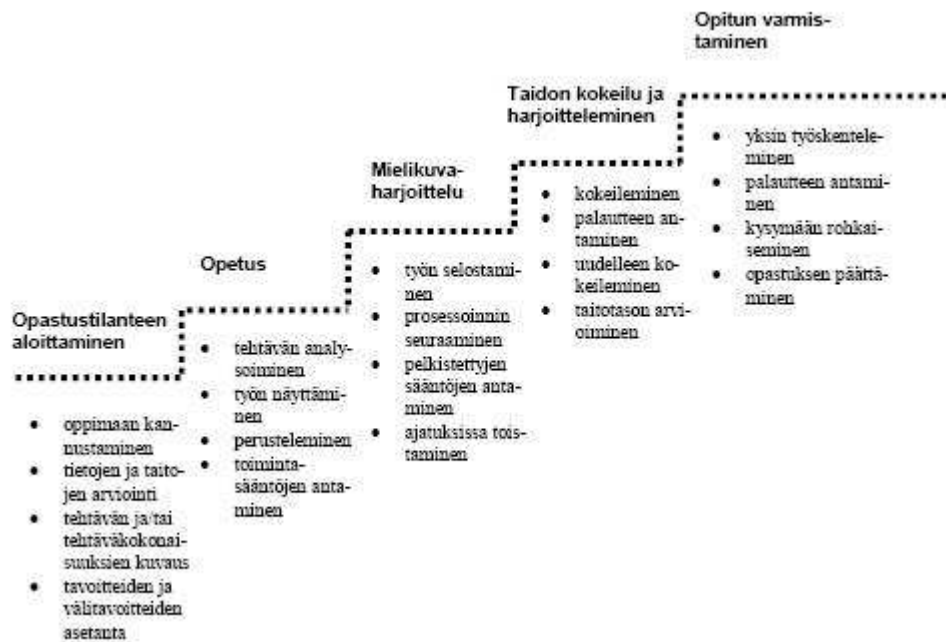 Opastustilanteen
aloittaminen
• oppimaan kan-
nustaminen
• tietojen ja taito-
jen arviointi
• tehtävän ja/tai
tehtäväkokonai-
suuksien kuvaus
• tavoitteiden ja
välitavoitteiden
asetanta
Opetus
• tehtävän analy-
soiminen
• työn näyttämi-
nen
• perusteleminen
• toiminta-
sääntöjen anta-
minen
Mielikuva-
harjoittelu
• työn selostami-
nen
• prosessoinnin
seuraaminen
• pelkistettyjen
sääntöjen anta-
minen
• ajatuksissa tois-
taminen
Taidon kokeilu ja
harjoitteleminen
• kokeileminen
• palautteen an-
taminen
• uudelleen ko-
keileminen
• taitotason arvi-
oiminen
Opitun varmis-
taminen
• yksin työskentele-
minen
• palautteen antami-
nen
• kysymään rohkai-
seminen
• opastuksen päättä-
minen